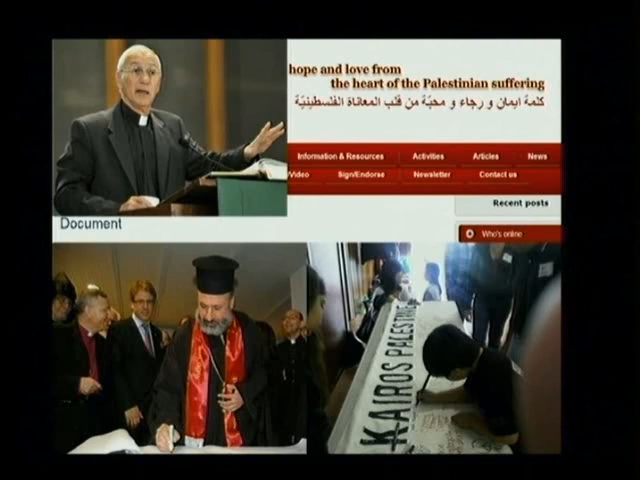 hope and love from
the heart of the Palestinian suffering
كلمة ايمان و رجاء و محبّة من قلب المعاناة الفلسطينيّة
Information & Resources
Activities
Articles
News
/Video
Sign/Endorse
Newsletter
Contact us
Recent posts
Document
Who's online
KAIROS PALESTINE